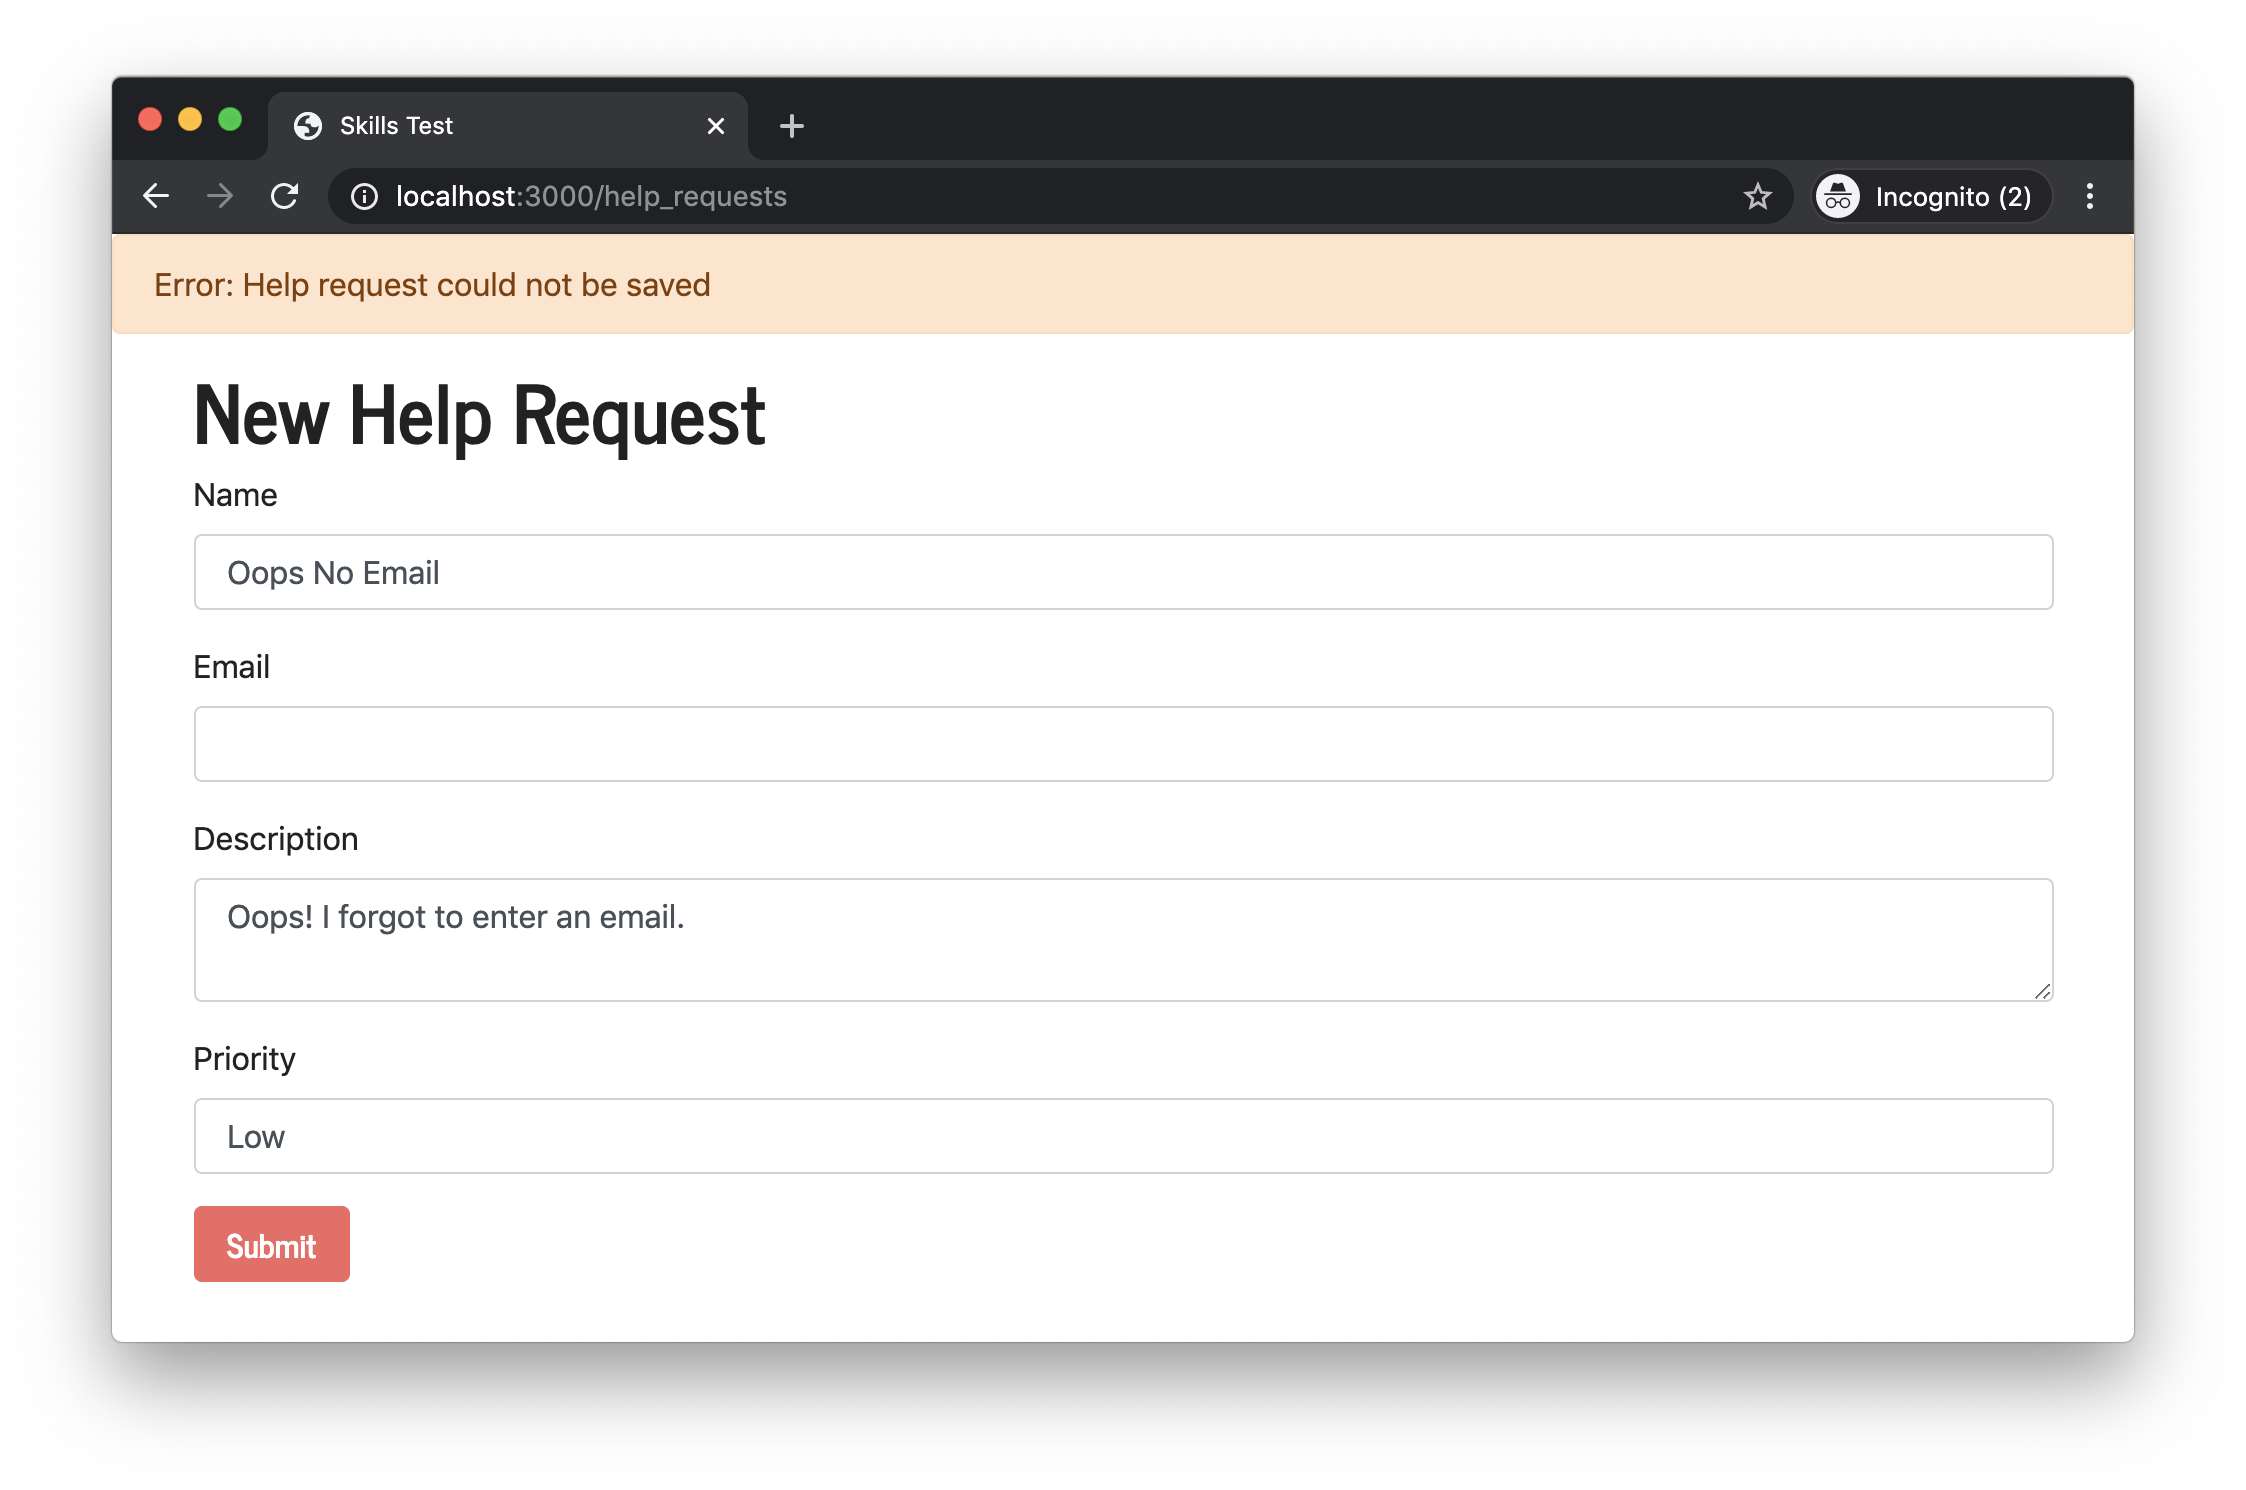 Skills Test
localhost:3000/help_requests
Incognito (2)
Error: Help request could not be saved
New Help Request
Name
Oops No Email
Email
Description
Oops! I forgot to enter an email.
Priority
Low
Submit